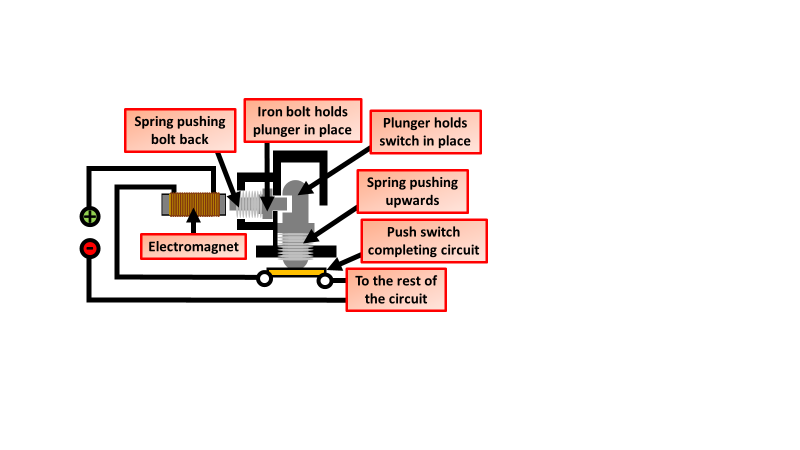 Spring pushing
bolt back
Iron bolt holds
plunger in place
Plunger holds
switch in place
Spring pushing
upwards
Electromagnet
Push switch
completing circuit
To the rest of
the circuit